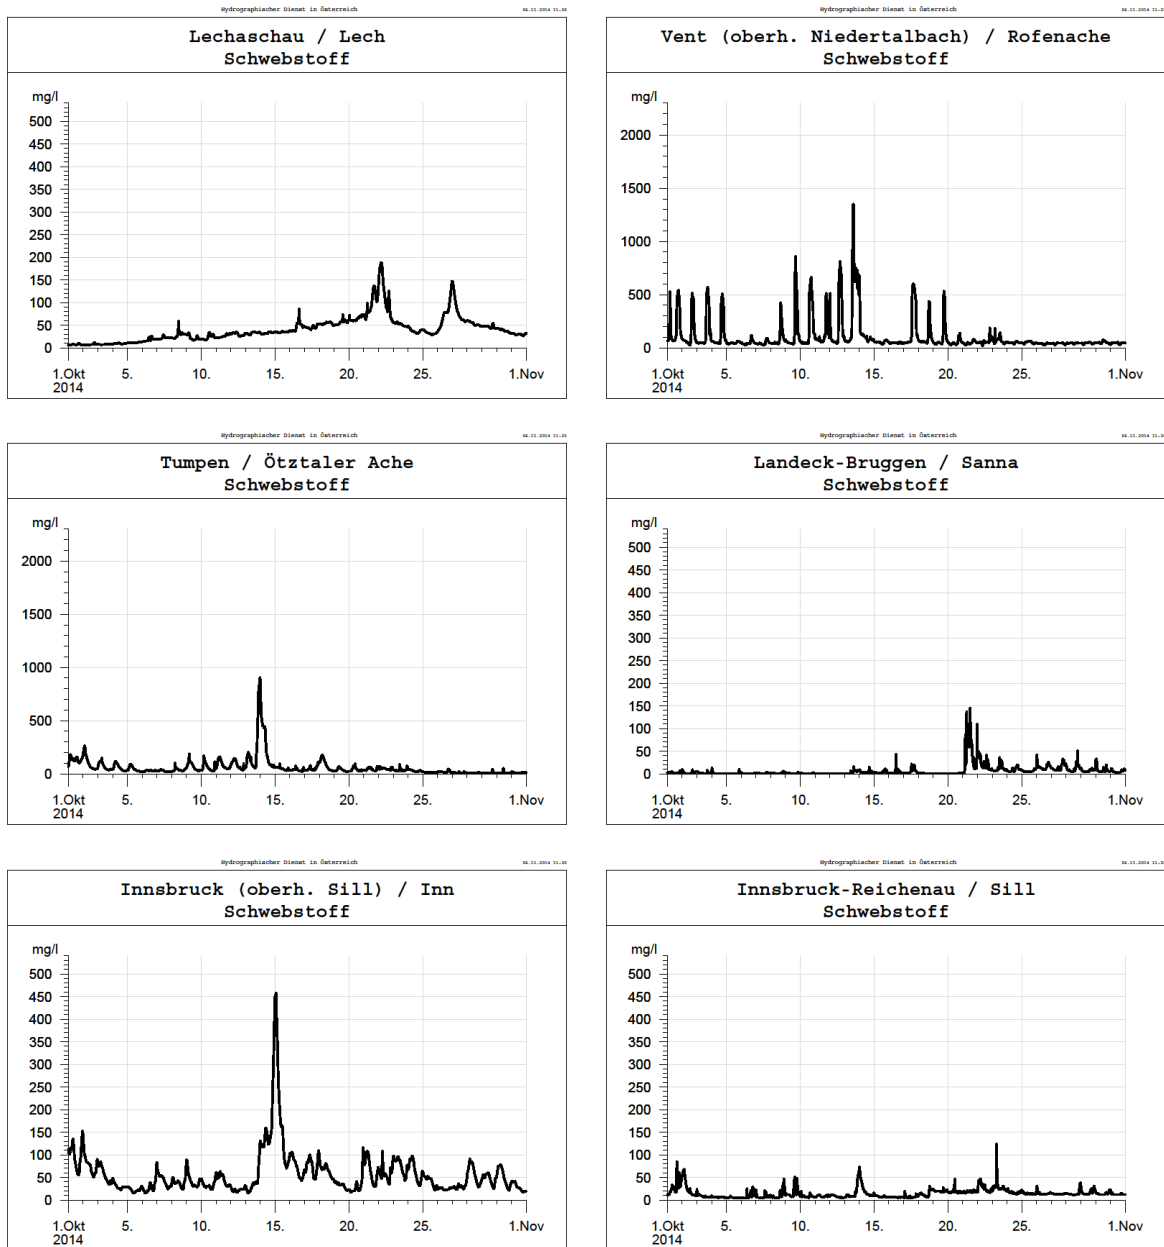 Hydrographischer Dienst in Österreich
Lechaschau / Lech
Schwebstoff
mg/l
500
450
400
350
300
250
200
150
100
50
0
1.Okt 5. 10. 15. 20. 25. 1.Nov
2014
Hydrographischer Dienst in Österreich
Vent (oberh. Niedertalbach) / Rofenache
Schwebstoff
mg/l
2000
1500
1000
500
0
1.Okt 5. 10. 15. 20. 25. 1.Nov
2014
Hydrographischer Dienst in Österreich
Tumpen / Ötztaler Ache
Schwebstoff
mg/l
2000
1500
1000
500
0
1.Okt 5. 10. 15. 20. 25. 1.Nov
2014
Hydrographischer Dienst in Österreich
Landeck-Bruggen / Sanna
Schwebstoff
mg/l
500
450
400
350
300
250
200
150
100
50
0
1.Okt 5. 10. 15. 20. 25. 1.Nov
2014
Hydrographischer Dienst in Österreich
Innsbruck (oberh. Sill) / Inn
Schwebstoff
mg/l
500
450
400
350
300
250
200
150
100
50
0
1.Okt 5. 10. 15. 20. 25. 1.Nov
2014
Hydrographischer Dienst in Österreich
Innsbruck-Reichenau / Sill
Schwebstoff
mg/l
500
450
400
350
300
250
200
150
100
50
0
1.Okt 5. 10. 15. 20. 25. 1.Nov
2014